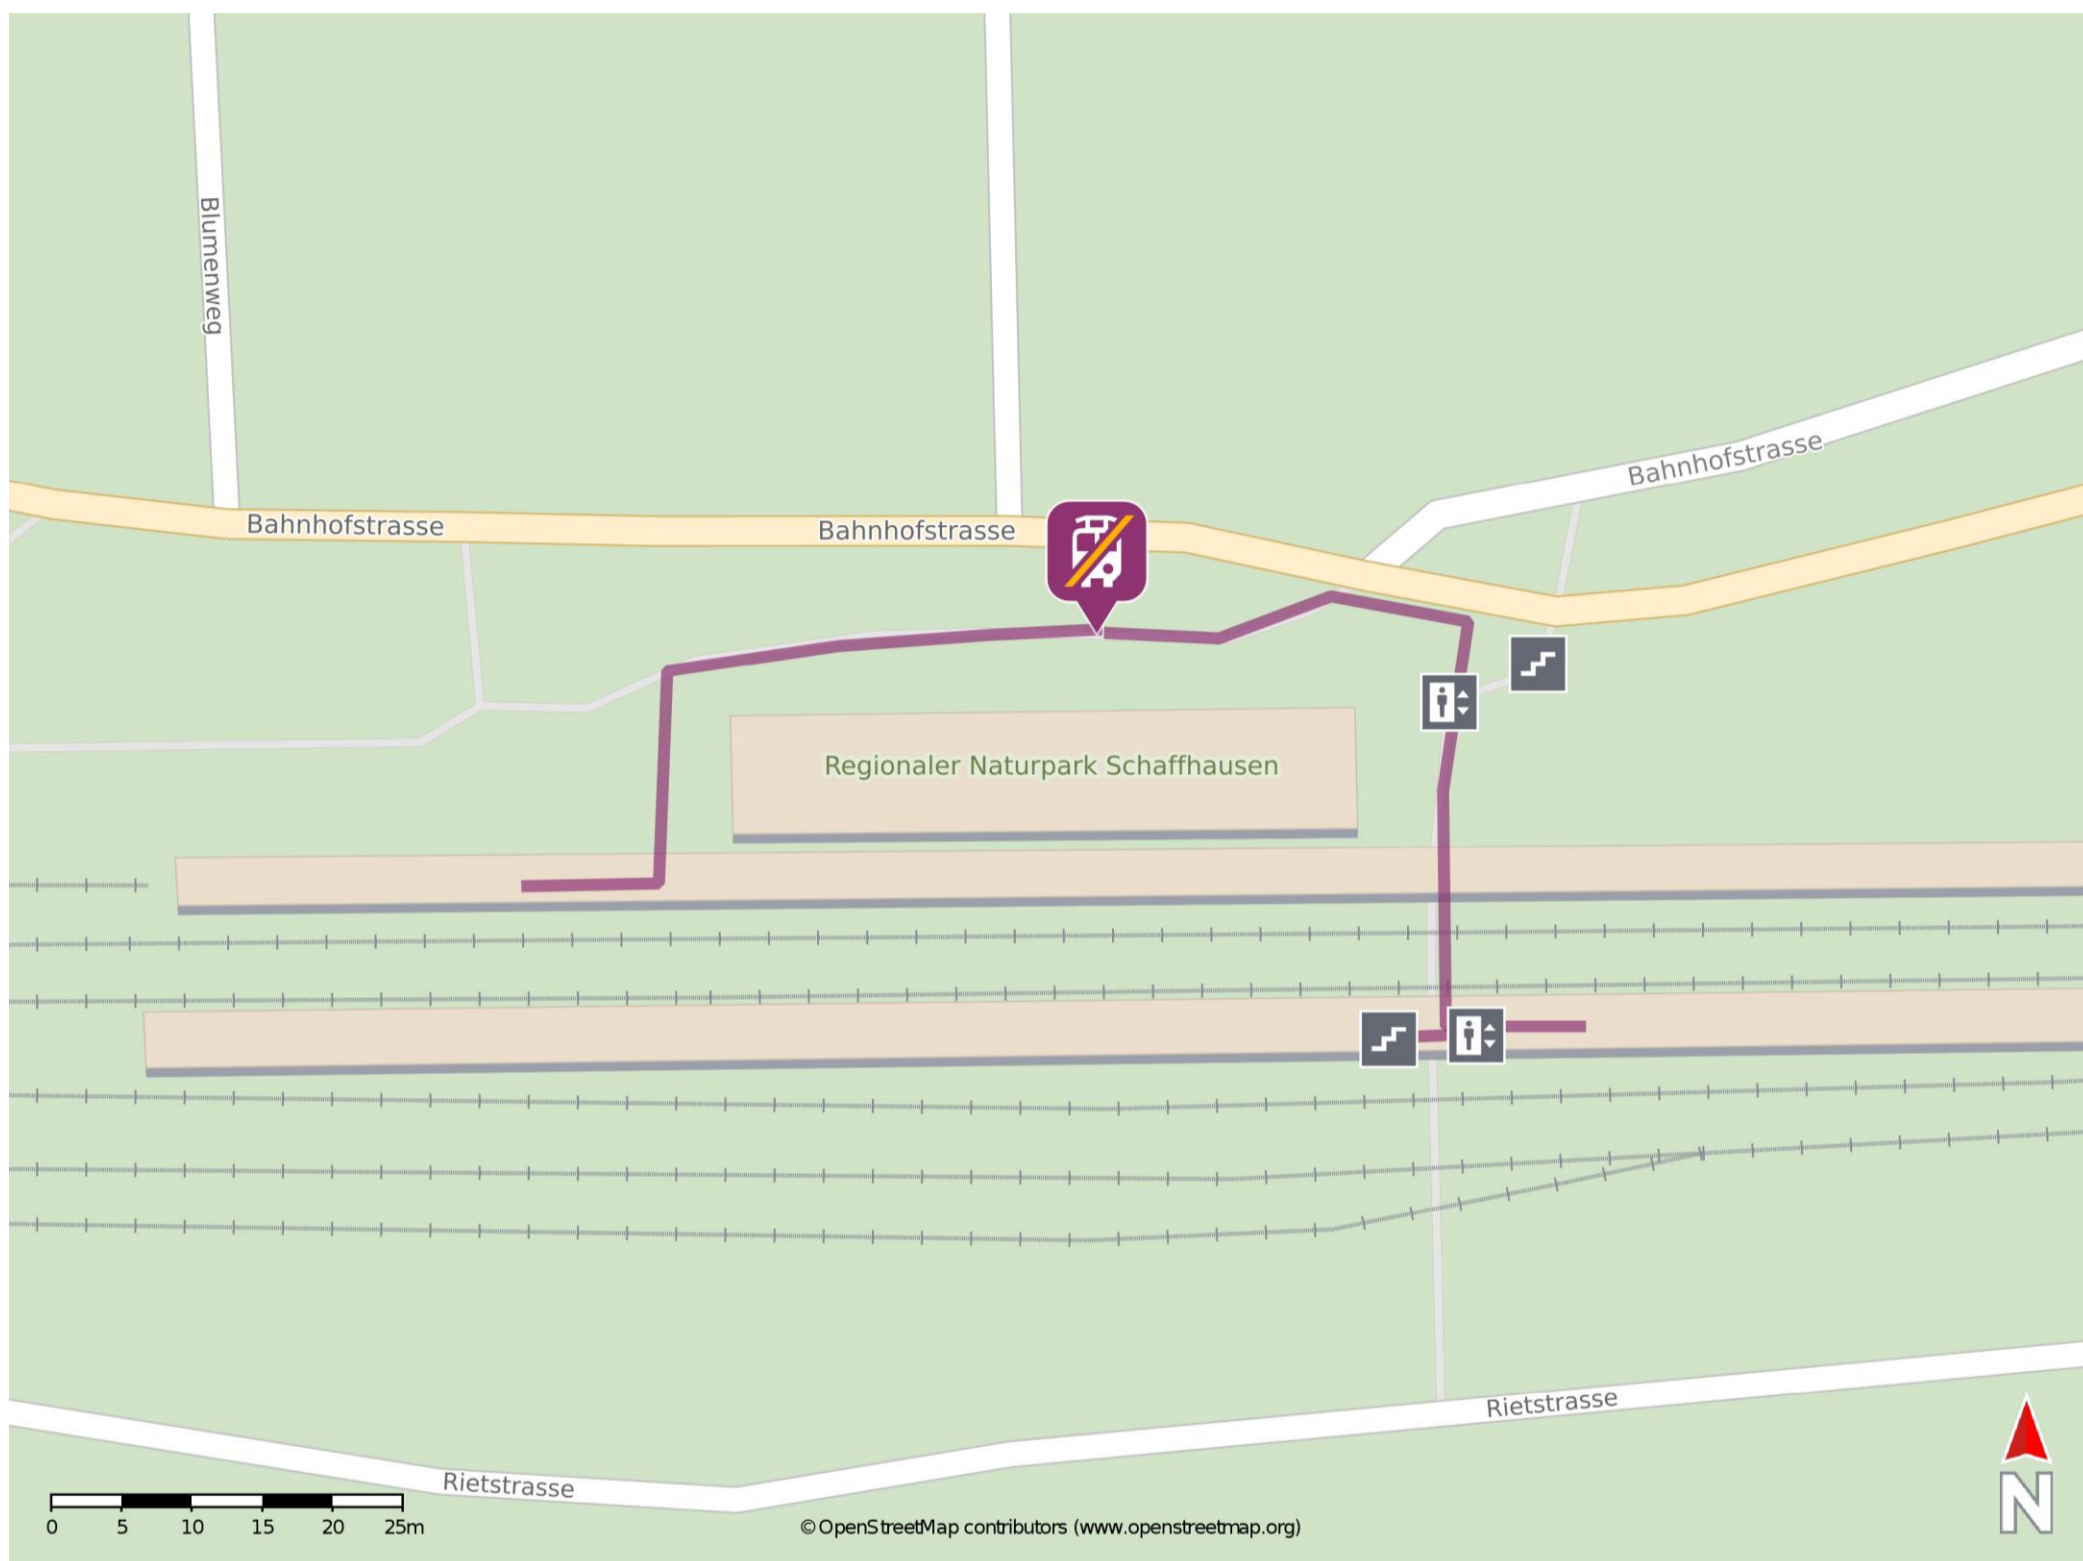 Blumenweg
Bahnhofstrasse
Bahnhofstrasse
Bahnhofstrasse
Regionaler Naturpark Schaffhausen
Rietstrasse
Rietstrasse
0 5 10 15 20 25m
© OpenStreetMap contributors (www.openstreetmap.org)
N